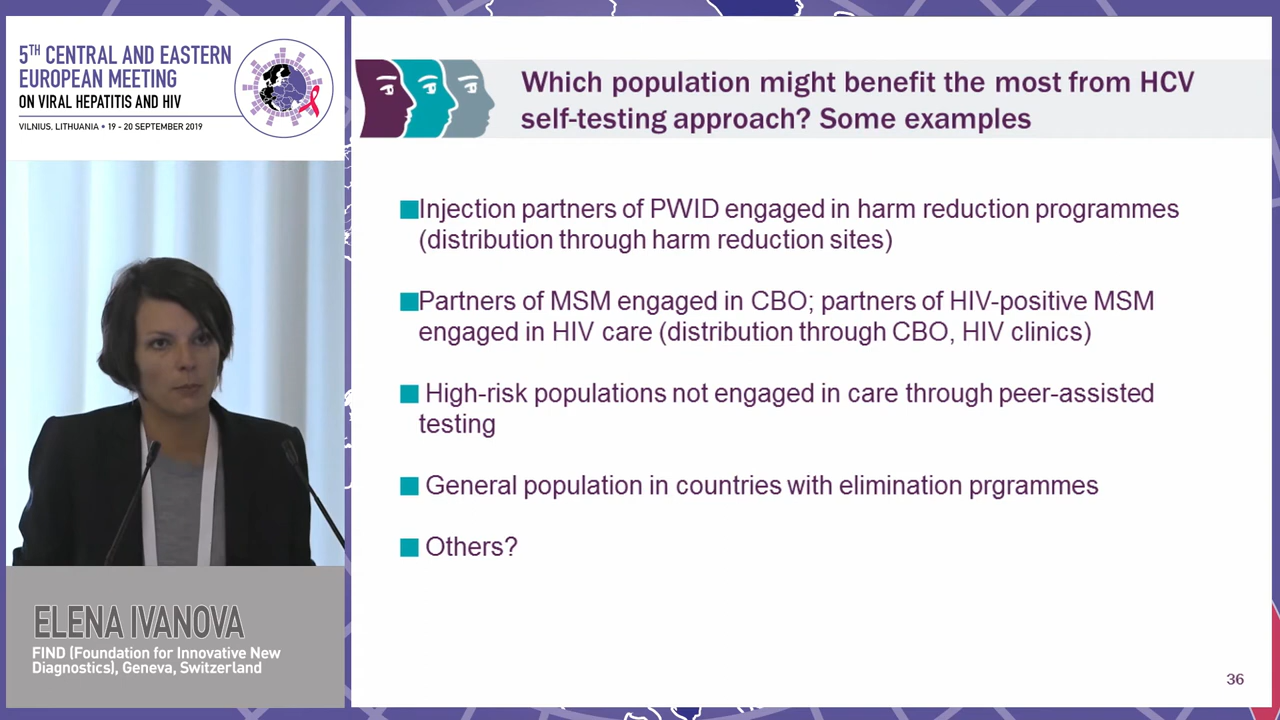 5TH CENTRAL AND EASTERN
EUROPEAN MEETING
ON VIRAL HEPATITIS AND HIV
VILNIUS, LITHUANIA • 19 - 20 SEPTEMBER 2019
Which population might benefit the most from HCV
self-testing approach? Some examples
Injection partners of PWID engaged in harm reduction programmes
(distribution through harm reduction sites)
Partners of MSM engaged in CBO; partners of HIV-positive MSM
engaged in HIV care (distribution through CBO, HIV clinics)
High-risk populations not engaged in care through peer-assisted
testing
General population in countries with elimination prgrammes
Others?
ELENA IVANOVA
FIND (Foundation for Innovative New
Diagnostics), Geneva, Switzerland
36